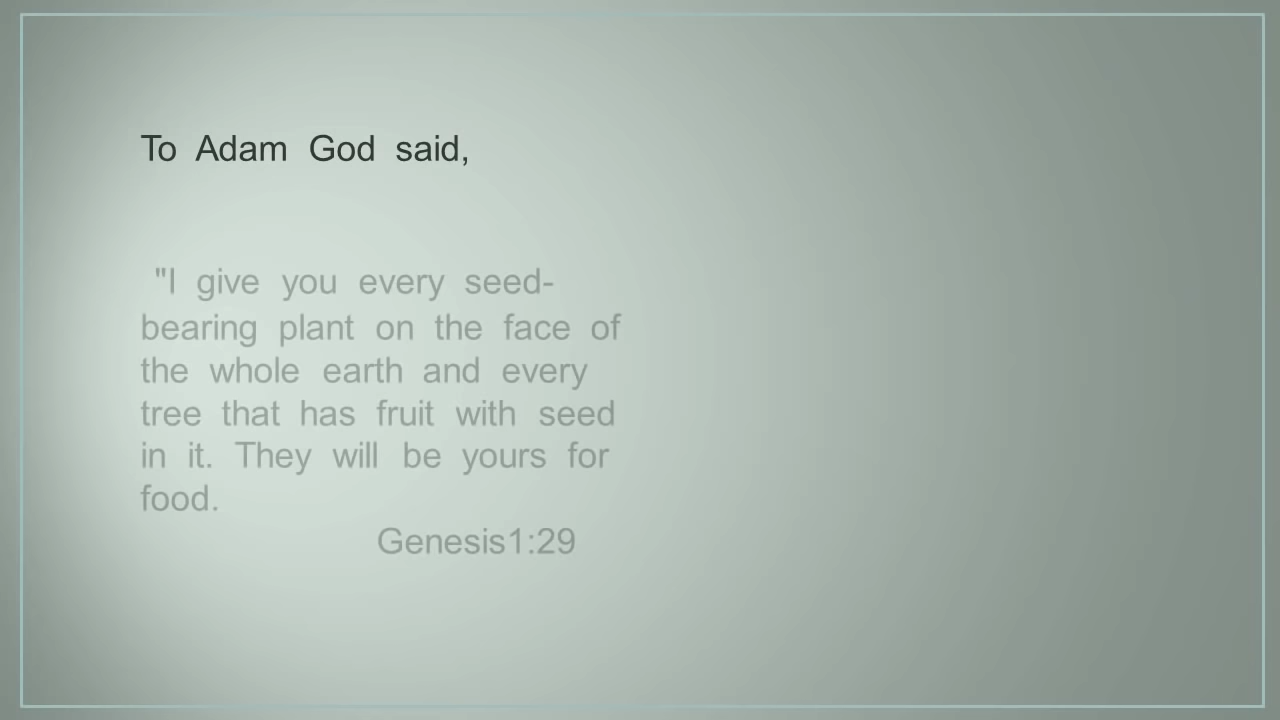 To Adam God said,
"I give you every seed-
bearing plant on the face of
the whole earth and every
tree that has fruit with seed
in it. They will be yours for
food.
Genesis1:29